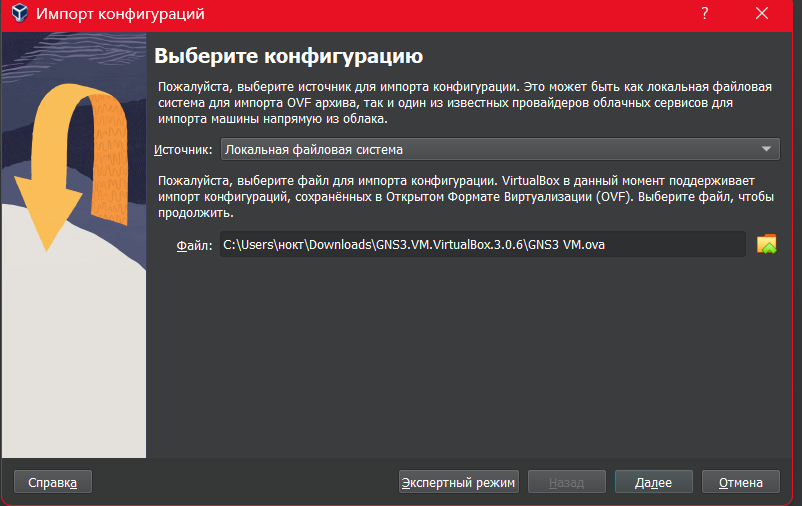 Импорт конфигураций
?
Выберите конфигурацию
Пожалуйста, выберите источник для импорта конфигурации. Это может быть как локальная файловая
система для импорта OVF архива, так и один из известных провайдеров облачных сервисов для
импорта машины напрямую из облака.
Источник: Локальная файловая система
Пожалуйста, выберите файл для импорта конфигурации. VirtualBox в данный момент поддерживает
импорт конфигураций, сохранённых в Открытом Формате Виртуализации (OVF). Выберите файл, чтобы
продолжить.
Файл: C:\Users\нокт\Downloads\GNS3.VM.VirtualBox.3.0.6\GNS3 VM.ova
Справка Экспертный режим Назад Далее Отмена